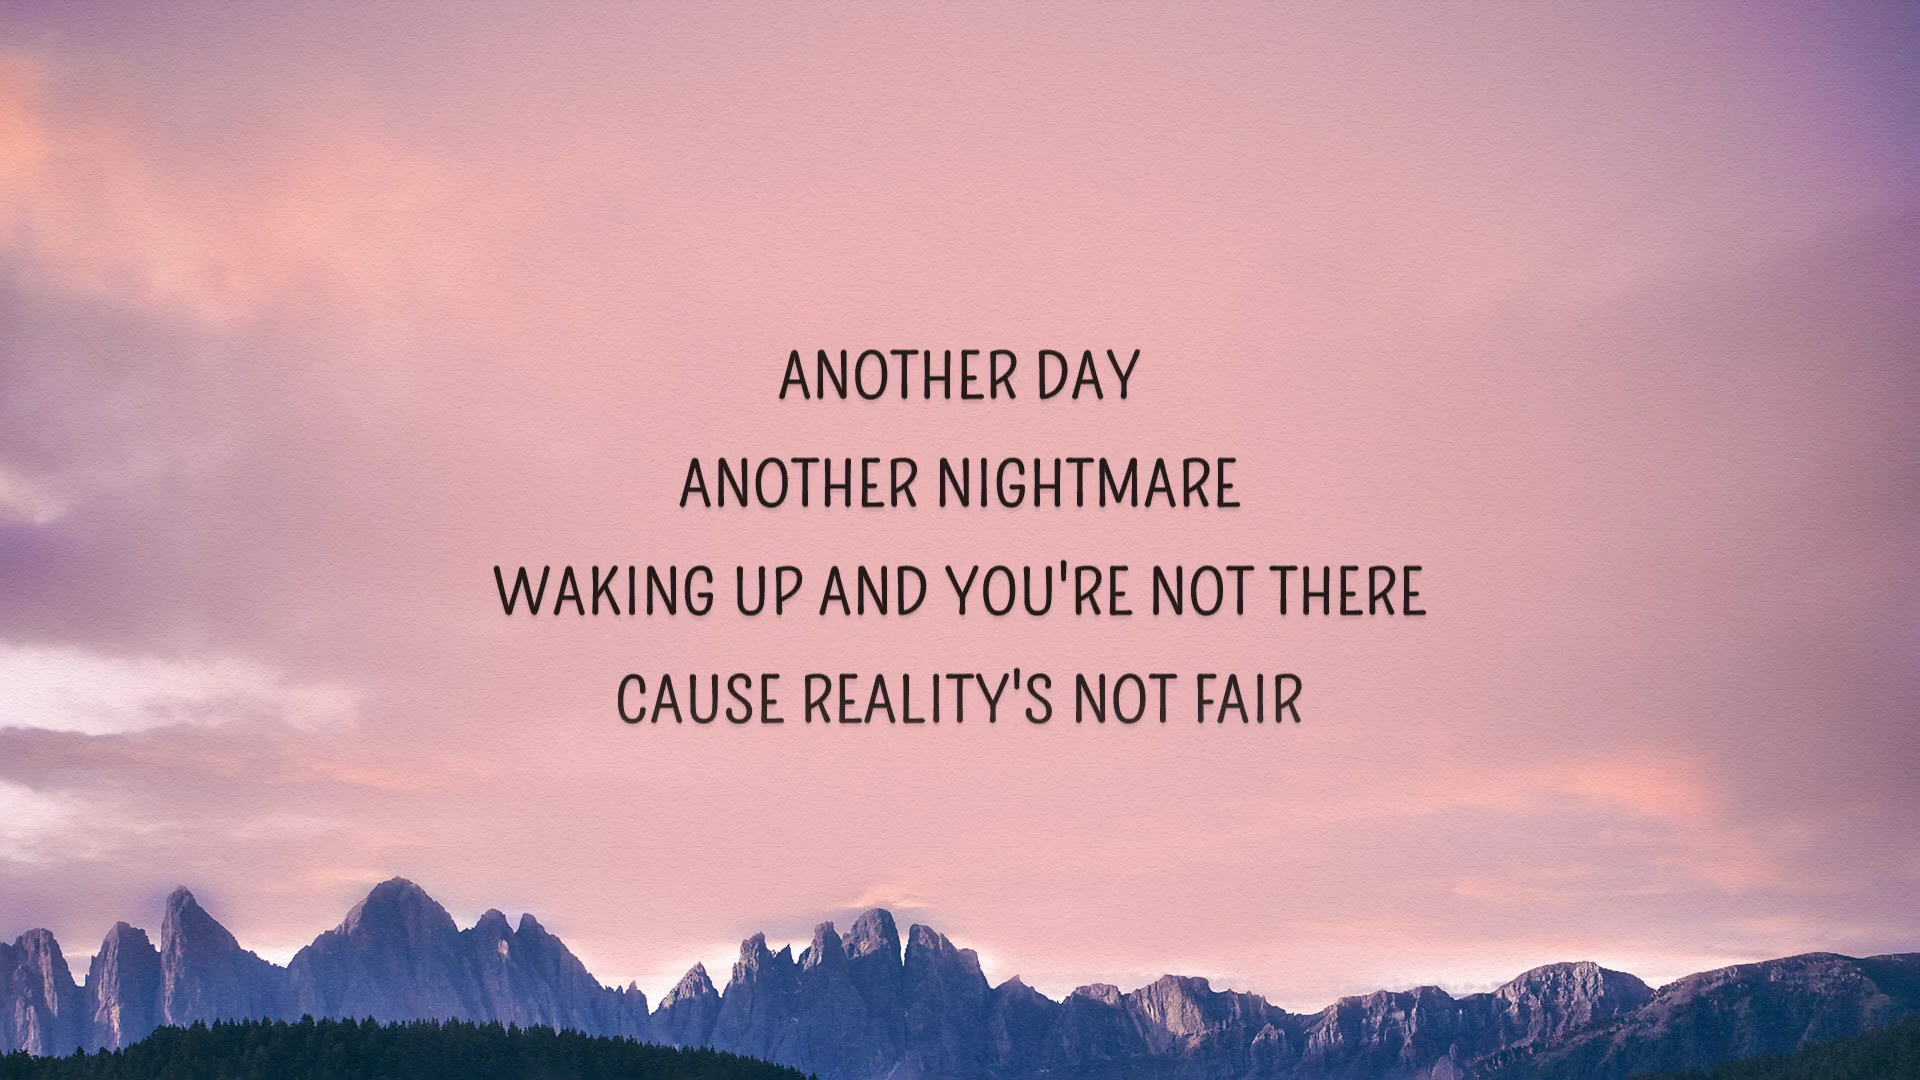 ANOTHER DAY
ANOTHER NIGHTMARE
WAKING UP AND YOU'RE NOT THERE
CAUSE REALITY'S NOT FAIR